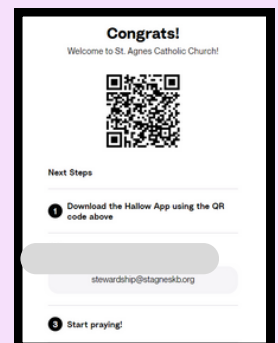 Congrats!
Welcome to St. Agnes Catholic Church!
Next Steps
1 Download the Hallow App using the QR
code above
stewardship@stagneskb.org
3 Start praying!